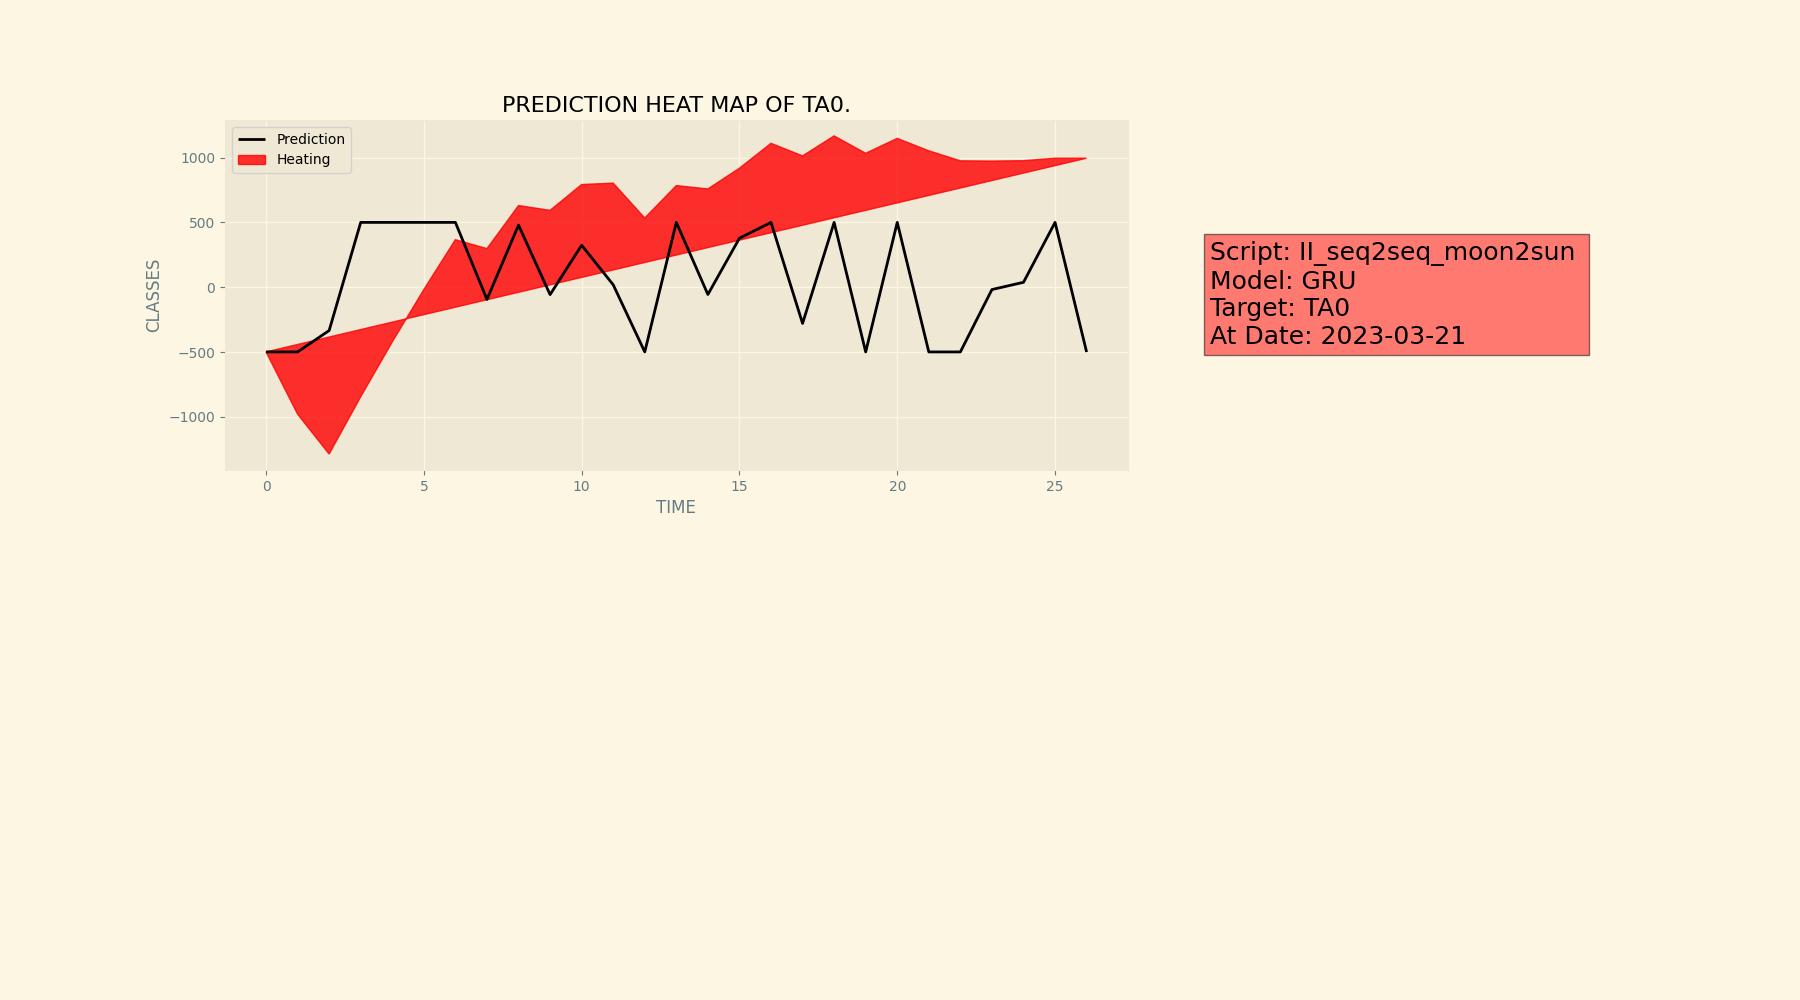 PREDICTION HEAT MAP OF TA0.
Prediction
Heating
1000
500
0
−500
−1000
CLASSES
0 5 10 15 20 25
TIME
Script: II_seq2seq_moon2sun
Model: GRU
Target: TA0
At Date: 2023-03-21